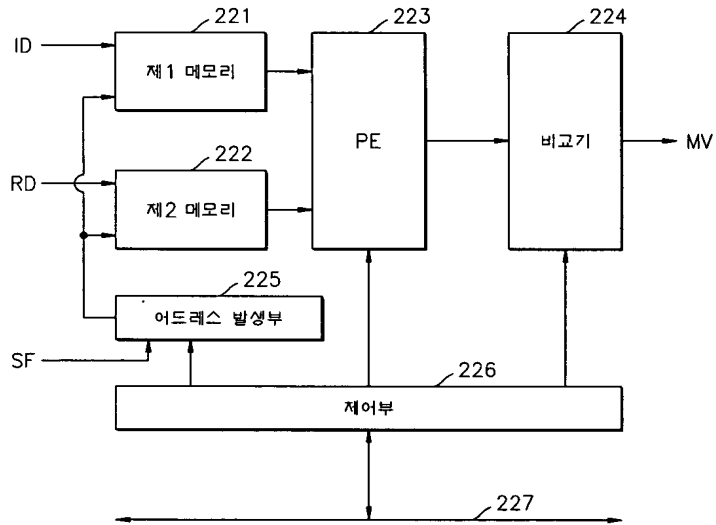 221
223
224
ID
제1 메모리
PE
비교기
MV
222
RD
제2 메모리
225
어드레스 발생부
SF
226
제어부
227